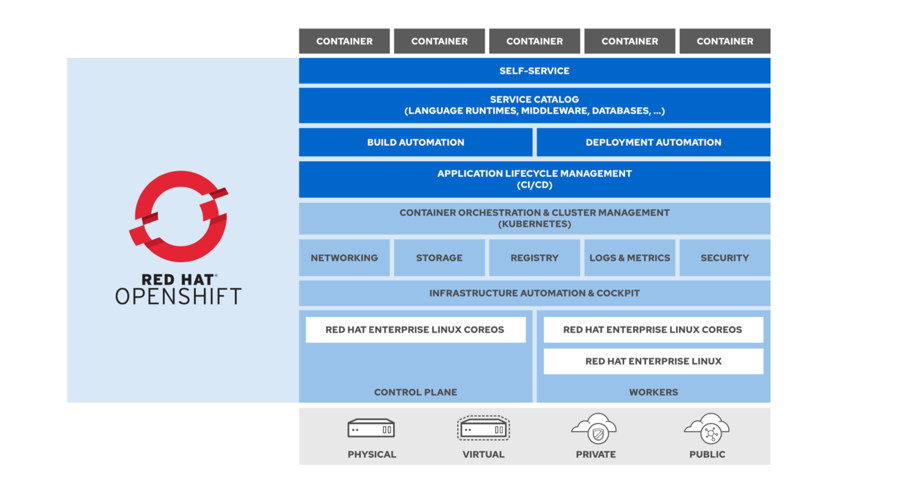 CONTAINER CONTAINER CONTAINER CONTAINER CONTAINER
SELF-SERVICE
SERVICE CATALOG
(LANGUAGE RUNTIMES, MIDDLEWARE, DATABASES, ...)
BUILD AUTOMATION DEPLOYMENT AUTOMATION
APPLICATION LIFECYCLE MANAGEMENT
(CI/CD)
CONTAINER ORCHESTRATION & CLUSTER MANAGEMENT
(KUBERNETES)
NETWORKING STORAGE REGISTRY LOGS & METRICS SECURITY
INFRASTRUCTURE AUTOMATION & COCKPIT
RED HAT®
OPENSHIFT
RED HAT ENTERPRISE LINUX COREOS
CONTROL PLANE
RED HAT ENTERPRISE LINUX COREOS
RED HAT ENTERPRISE LINUX
WORKERS
PHYSICAL VIRTUAL PRIVATE PUBLIC